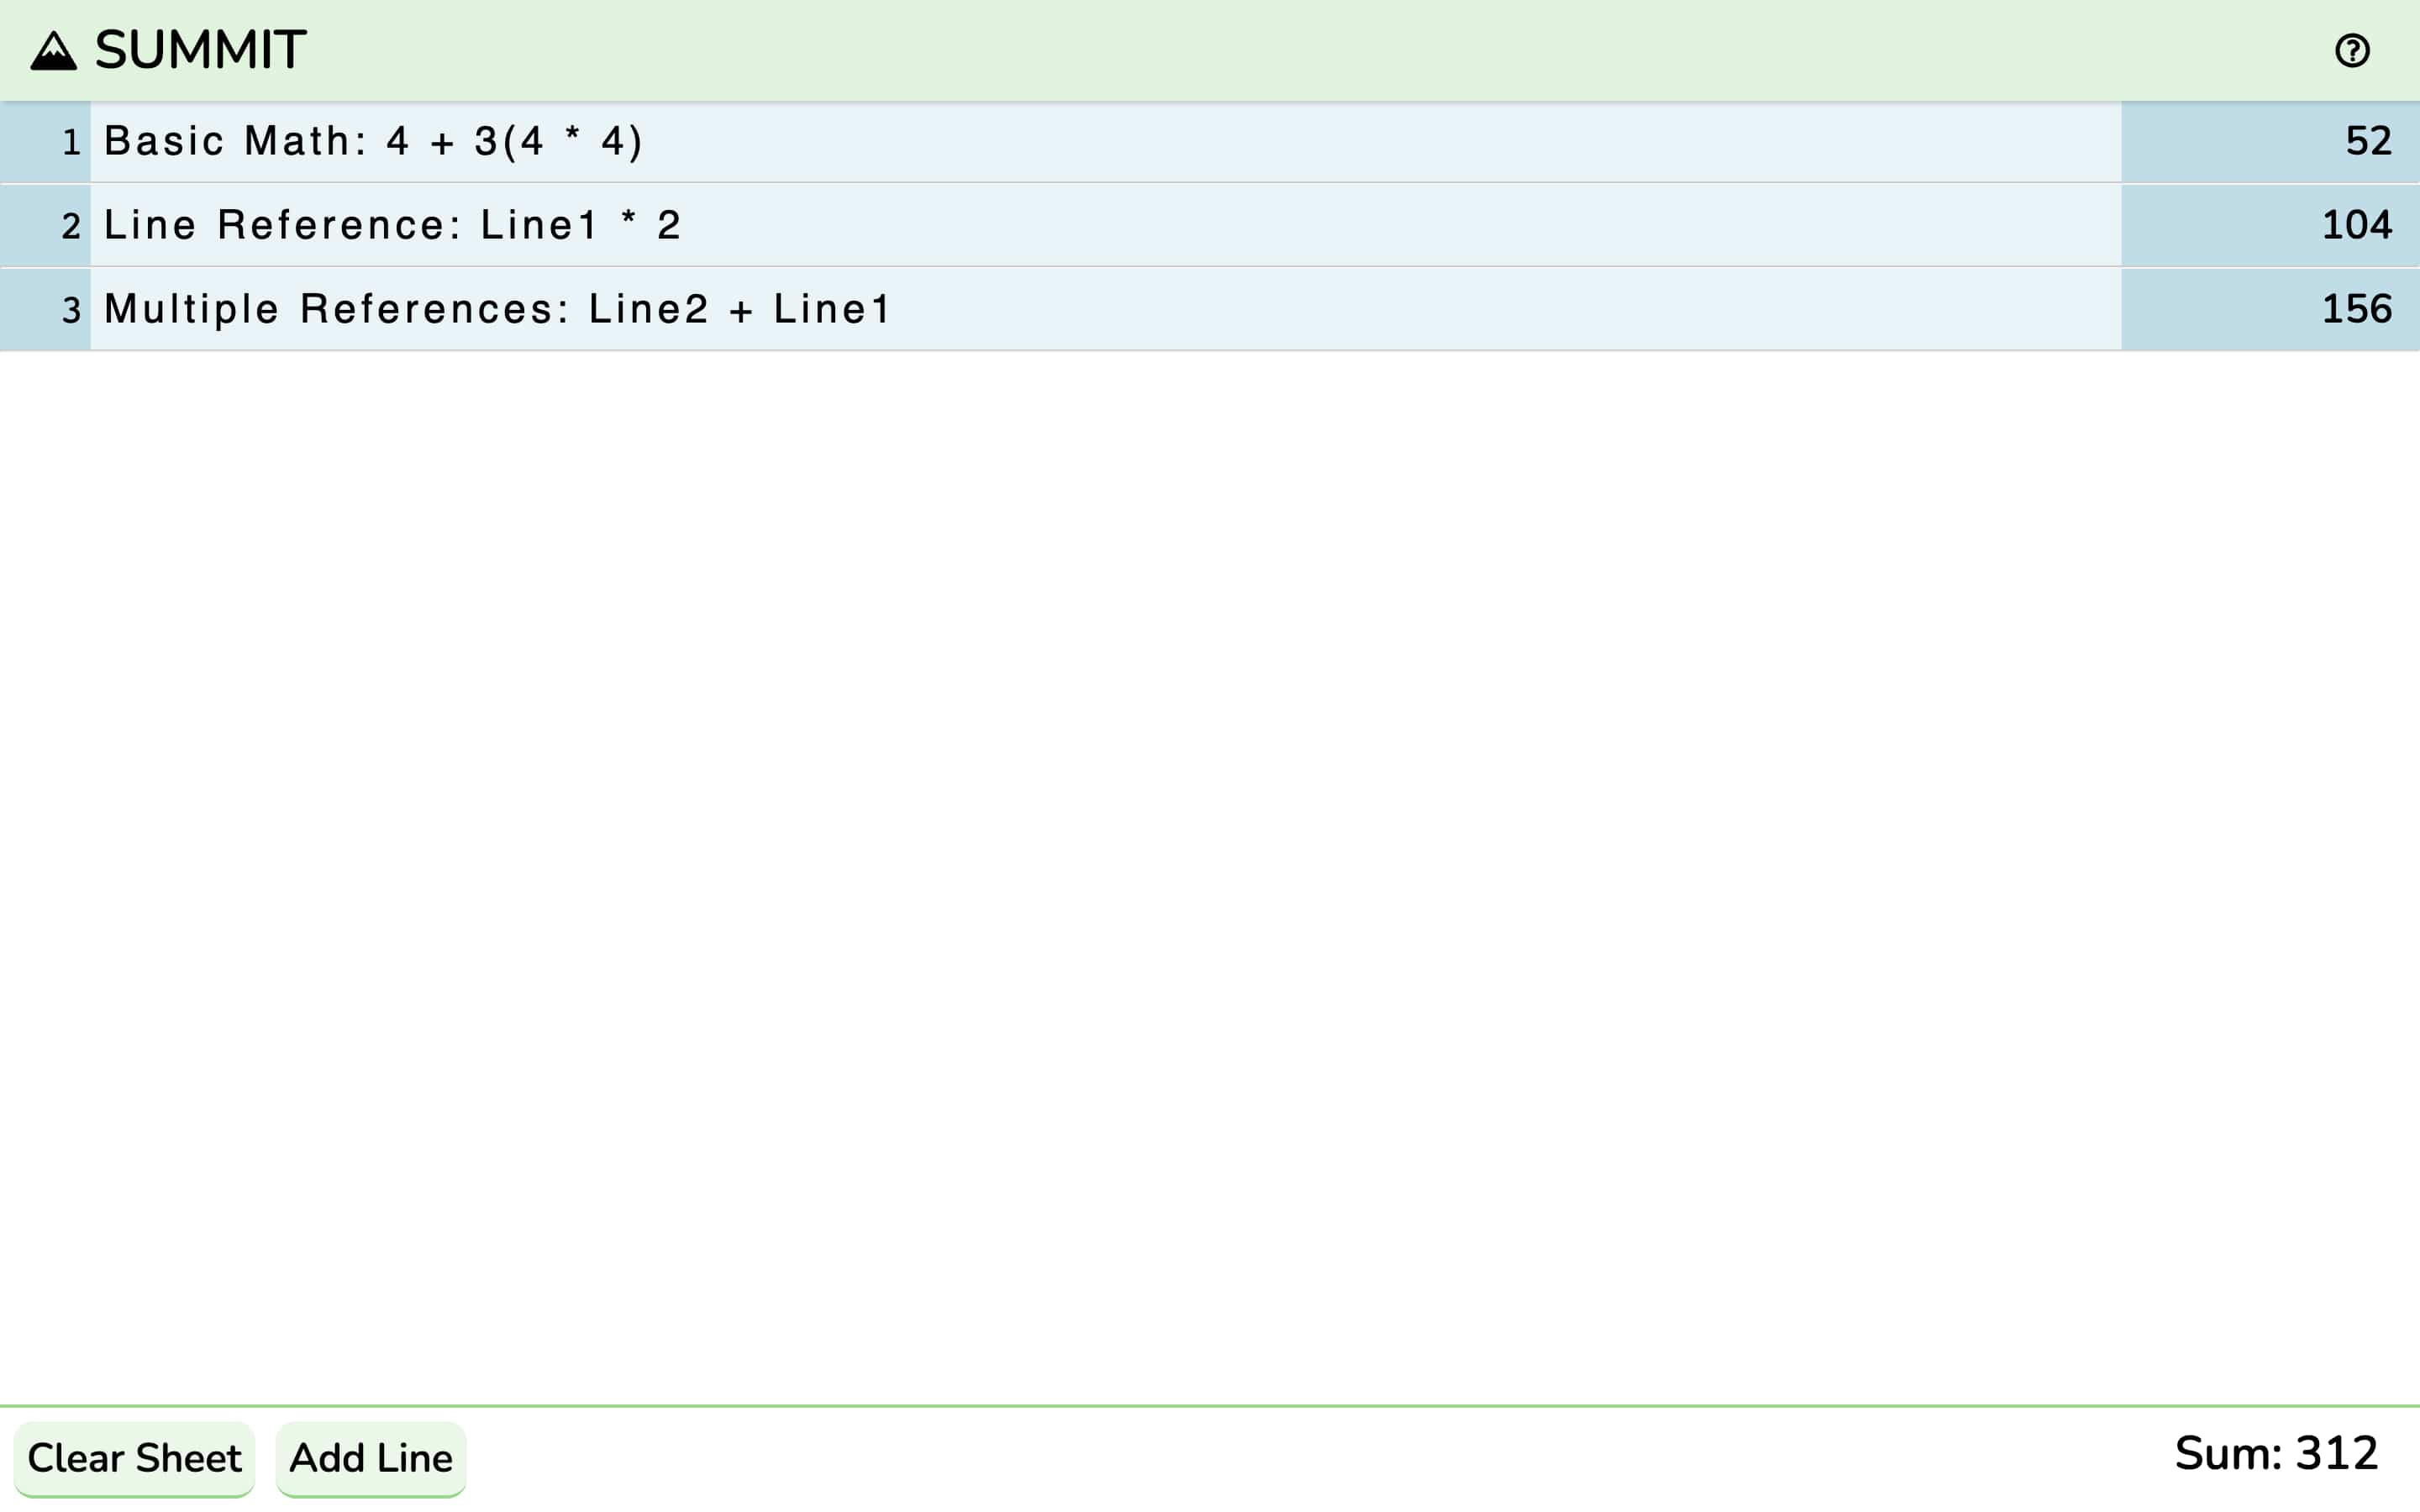 SUMMIT
1 Basic Math: 4 + 3(4 * 4) 52
2 Line Reference: Line1 * 2 104
3 Multiple References: Line2 + Line1 156
Clear Sheet Add Line Sum: 312